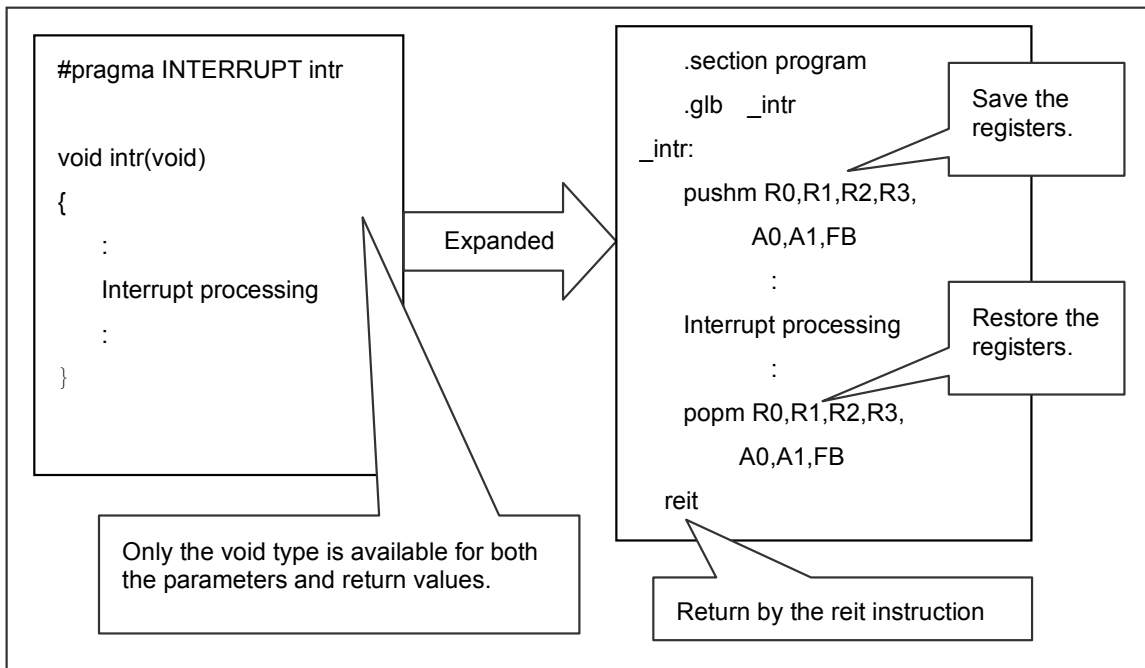 #pragma INTERRUPT intr
void intr(void)
{
:
Interrupt processing
:
}
Only the void type is available for both
the parameters and return values.
Expanded
.section program
.glb _intr
_intr:
pushm R0,R1,R2,R3,
A0,A1,FB
:
Interrupt processing
:
popm R0,R1,R2,R3,
A0,A1,FB
reit
Save the
registers.
Restore the
registers.
Return by the reit instruction